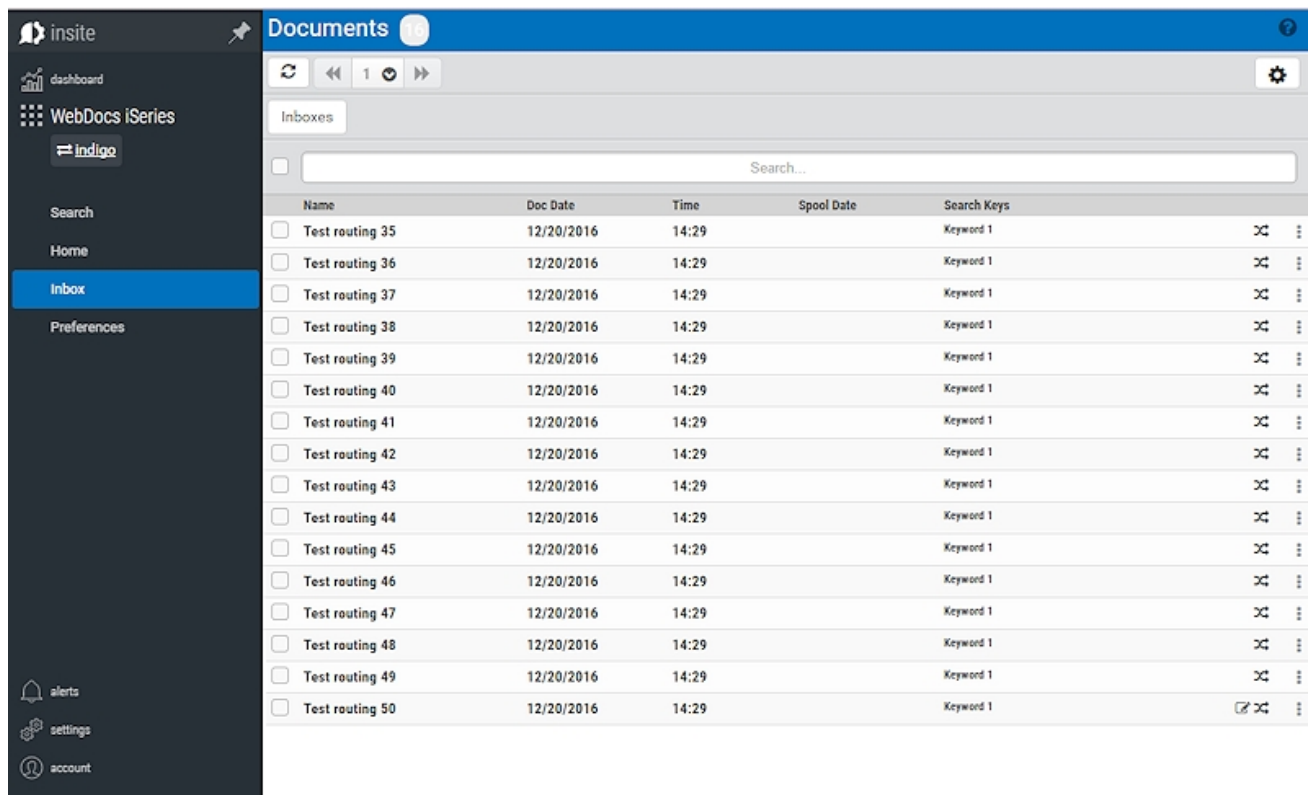 insite
Documents 16
dashboard
1
WebDocs iSeries
Inboxes
indigo
Search...
Search
Name Doc Date Time Spool Date Search Keys
Test routing 35 12/20/2016 14:29 Keyword 1
Home
Test routing 36 12/20/2016 14:29 Keyword 1
Inbox
Test routing 37 12/20/2016 14:29 Keyword 1
Preferences
Test routing 38 12/20/2016 14:29 Keyword 1
Test routing 39 12/20/2016 14:29 Keyword 1
Test routing 40 12/20/2016 14:29 Keyword 1
Test routing 41 12/20/2016 14:29 Keyword 1
Test routing 42 12/20/2016 14:29 Keyword 1
Test routing 43 12/20/2016 14:29 Keyword 1
Test routing 44 12/20/2016 14:29 Keyword 1
Test routing 45 12/20/2016 14:29 Keyword 1
Test routing 46 12/20/2016 14:29 Keyword 1
Test routing 47 12/20/2016 14:29 Keyword 1
Test routing 48 12/20/2016 14:29 Keyword 1
Test routing 49 12/20/2016 14:29 Keyword 1
alerts
Test routing 50 12/20/2016 14:29 Keyword 1
settings
account